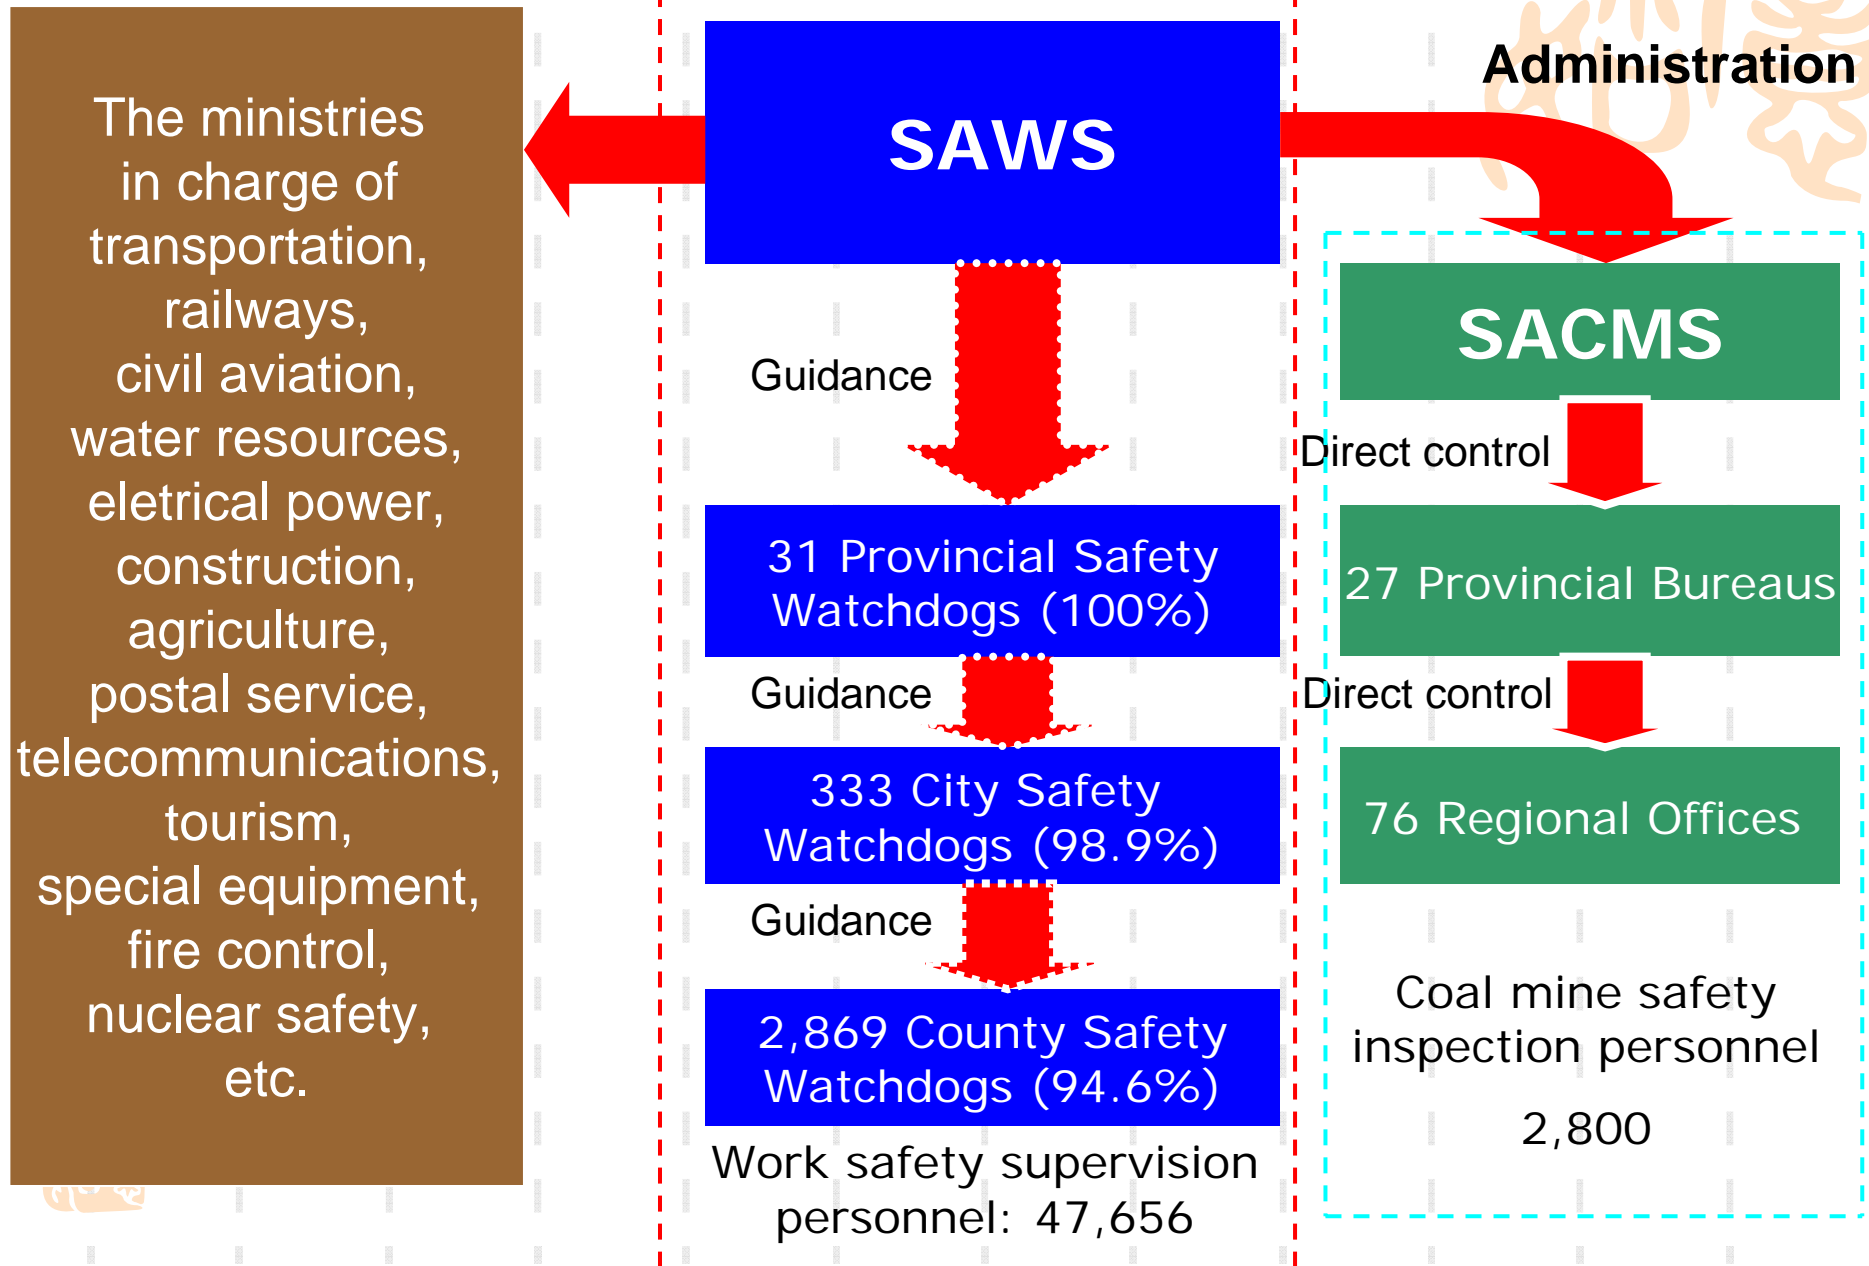 The ministries
in charge of
transportation,
railways,
civil aviation,
water resources,
eletrical power,
construction,
agriculture,
postal service,
telecommunications,
tourism,
special equipment,
fire control,
nuclear safety,
etc.
SAWS
Guidance
31 Provincial Safety
Watchdogs (100%)
Guidance
333 City Safety
Watchdogs (98.9%)
Guidance
2,869 County Safety
Watchdogs (94.6%)
Work safety supervision
personnel: 47,656
Administration
SACMS
Direct control
27 Provincial Bureaus
Direct control
76 Regional Offices
Coal mine safety
inspection personnel
2,800